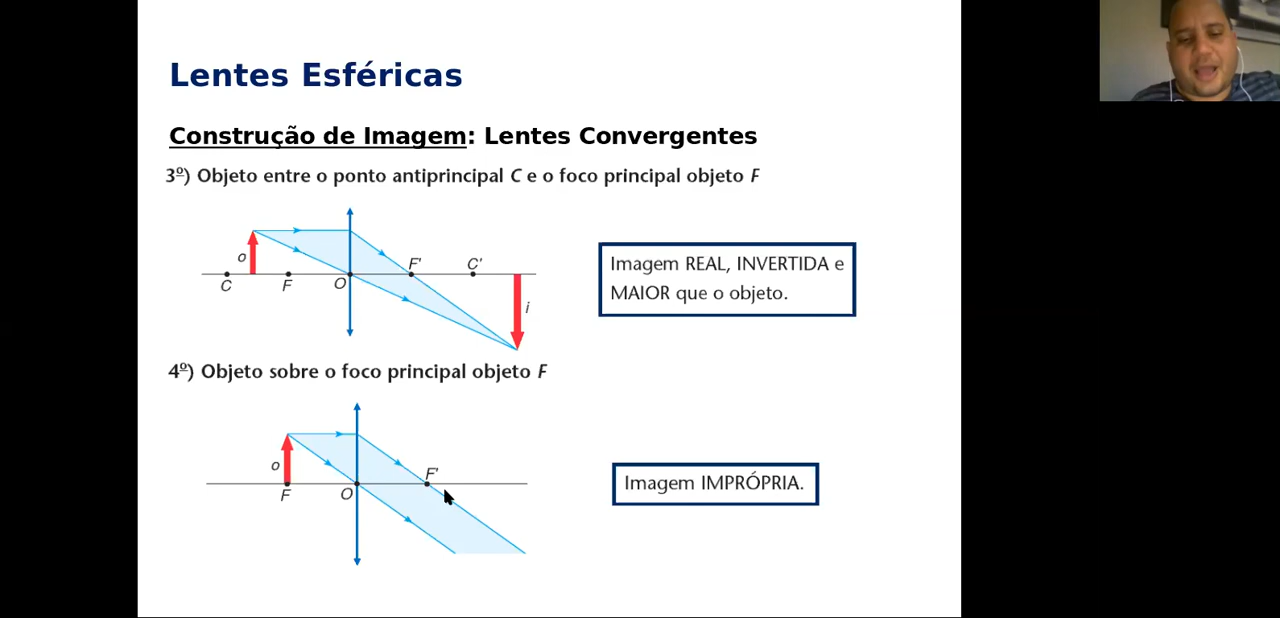 Lentes Esféricas
Construção de Imagem: Lentes Convergentes
3º) Objeto entre o ponto antiprincipal C e o foco principal objeto F
o
C
F
O
F'
C'
i
Imagem REAL, INVERTIDA e
MAIOR que o objeto.
4º) Objeto sobre o foco principal objeto F
o
F
O
F'
Imagem IMPRÓPRIA.